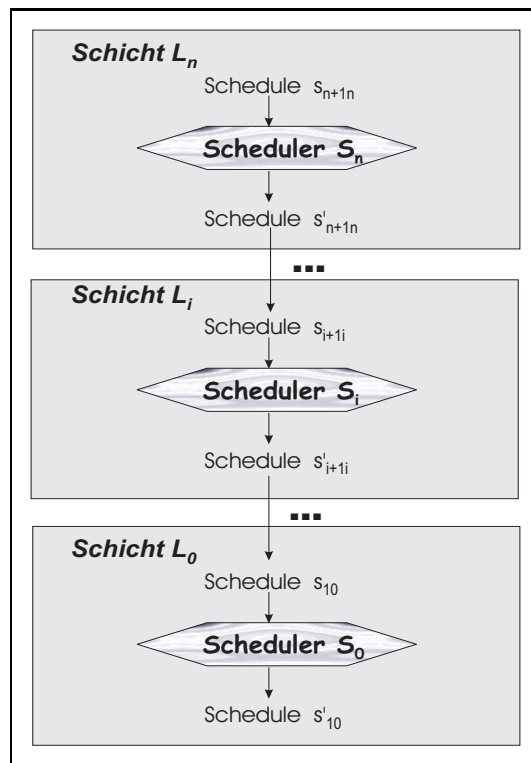 Schicht Lₙ
Schedule sₙ₊₁ₙ
Scheduler Sₙ
Schedule s'ₙ₊₁ₙ
...
Schicht Lᵢ
Schedule sᵢ₊₁ᵢ
Scheduler Sᵢ
Schedule s'ᵢ₊₁ᵢ
...
Schicht L₀
Schedule s₁₀
Scheduler S₀
Schedule s'₁₀